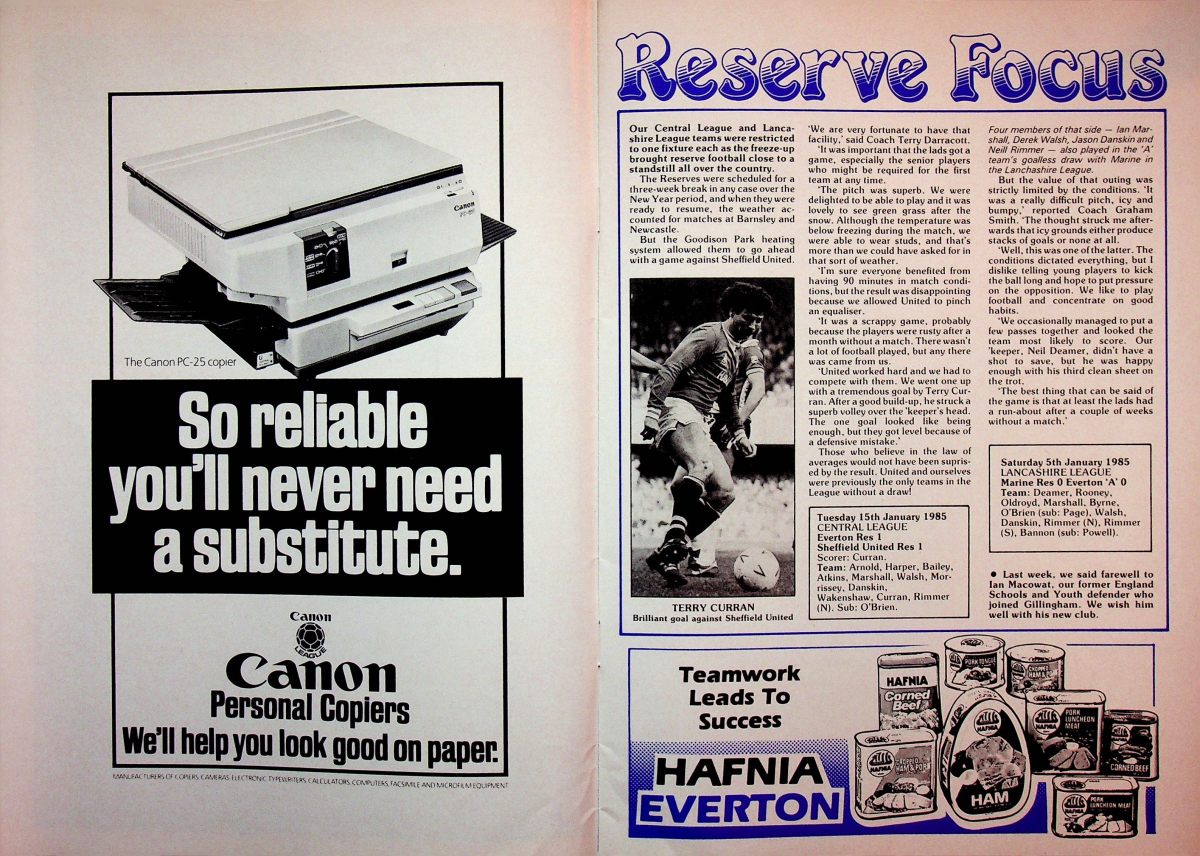 Canon
The Canon PC-25 copier
So reliable
you'll never need
a substitute.
Canon
LEAGUE
Canon
Personal Copiers
We'll help you look good on paper.
MANUFACTURERS OF COPIERS, CAMERAS, ELECTRONIC TYPEWRITERS, CALCULATORS, COMPUTERS, FACSIMILE AND MICROFILM EQUIPMENT
Reserve Focus
Our Central League and Lanca-
shire League teams were restricted
to one fixture each as the freeze-up
brought reserve football close to a
standstill all over the country.
The Reserves were scheduled for a
three-week break in any case over the
New Year period, and when they were
ready to resume, the weather ac-
counted for matches at Barnsley and
Newcastle.
But the Goodison Park heating
system allowed them to go ahead
with a game against Sheffield United.
TERRY CURRAN
Brilliant goal against Sheffield United
'We are very fortunate to have that
facility,' said Coach Terry Darracott.
'It was important that the lads got a
game, especially the senior players
who might be required for the first
team at any time.
'The pitch was superb. We were
delighted to be able to play and it was
lovely to see green grass after the
snow. Although the temperature was
below freezing during the match, we
were able to wear studs, and that's
more than we could have asked for in
that sort of weather.
'I'm sure everyone benefited from
having 90 minutes in match condi-
tions, but the result was disappointing
because we allowed United to pinch
an equaliser.
'It was a scrappy game, probably
because the players were rusty after a
month without a match. There wasn't
a lot of football played, but any there
was came from us.
'United worked hard and we had to
compete with them. We went one up
with a tremendous goal by Terry Cur-
ran. After a good build-up, he struck a
superb volley over the 'keeper's head.
The one goal looked like being
enough, but they got level because of
a defensive mistake.'
Those who believe in the law of
averages would not have been supris-
ed by the result. United and ourselves
were previously the only teams in the
League without a draw!
Tuesday 15th January 1985
CENTRAL LEAGUE
Everton Res 1
Sheffield United Res 1
Scorer: Curran.
Team: Arnold, Harper, Bailey,
Atkins, Marshall, Walsh, Mor-
rissey, Danskin,
Wakenshaw, Curran, Rimmer
(N). Sub: O'Brien.
Four members of that side — Ian Mar-
shall, Derek Walsh, Jason Danskin and
Neill Rimmer — also played in the 'A'
team's goalless draw with Marine in
the Lanchashire League.
But the value of that outing was
strictly limited by the conditions. 'It
was a really difficult pitch, icy and
bumpy,' reported Coach Graham
Smith. 'The thought struck me after-
wards that icy grounds either produce
stacks of goals or none at all.
'Well, this was one of the latter. The
conditions dictated everything, but I
dislike telling young players to kick
the ball long and hope to put pressure
on the opposition. We like to play
football and concentrate on good
habits.
'We occasionally managed to put a
few passes together and looked the
team most likely to score. Our
'keeper, Neil Deamer, didn't have a
shot to save, but he was happy
enough with his third clean sheet on
the trot.
'The best thing that can be said of
the game is that at least the lads had
a run-about after a couple of weeks
without a match.'
Saturday 5th January 1985
LANCASHIRE LEAGUE
Marine Res 0 Everton 'A' 0
Team: Deamer, Rooney,
Oldroyd, Marshall, Byrne,
O'Brien (sub: Page), Walsh,
Danskin, Rimmer (N), Rimmer
(S), Bannon (sub: Powell).
● Last week, we said farewell to
Ian Macowat, our former England
Schools and Youth defender who
joined Gillingham. We wish him
well with his new club.
Teamwork
Leads To
Success
HAFNIA
EVERTON
HAFNIA
Corned
Beef
PORK TONGUE
CHOPPED
HAM &
HAFNIA
PORK
LUNCHEON
MEAT
CORNED BEEF
HAFNIA
CHOPPED
HAM & PORK
HAFNIA
HAM
PORK
LUNCHEON MEAT